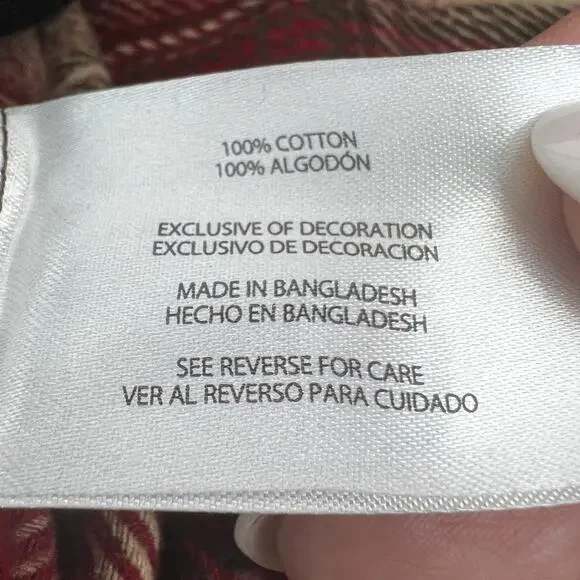 100% COTTON
100% ALGODÓN
EXCLUSIVE OF DECORATION
EXCLUSIVO DE DECORACION
MADE IN BANGLADESH
HECHO EN BANGLADESH
SEE REVERSE FOR CARE
VER AL REVERSO PARA CUIDADO